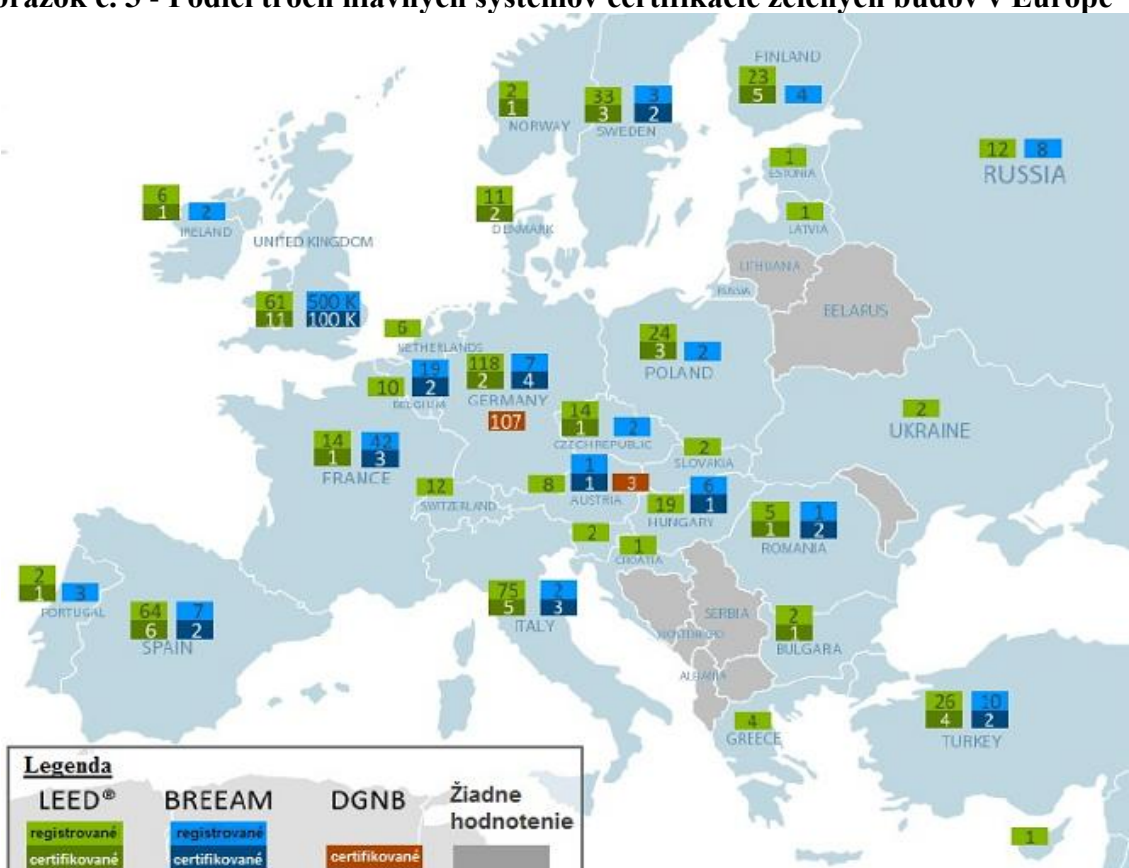 Obrázok č. 3 - Podiel troch hlavných systémov certifikácie zelených budov v Európe
FINLAND
23
5
4
2
1
NORWAY
33
3
3
2
SWEDEN
12
8
RUSSIA
1
ESTONIA
1
LATVIA
6
1
2
IRELAND
11
2
DENMARK
UNITED KINGDOM
61
11
500 K
100 K
LITHUANIA
RUSSIA
BELARUS
6
NETHERLANDS
10
19
2
BELGIUM
118
2
7
4
GERMANY
107
24
3
2
POLAND
2
UKRAINE
14
1
2
CZECH REPUBLIC
2
SLOVAKIA
14
1
42
3
FRANCE
12
SWITZERLAND
8
1
1
3
AUSTRIA
19
6
1
HUNGARY
5
1
1
2
ROMANIA
2
1
CROATIA
2
1
3
PORTUGAL
64
6
7
2
SPAIN
75
5
2
3
ITALY
SERBIA
MONTENEGRO
ALBANIA
2
1
BULGARA
4
GREECE
26
4
10
2
TURKEY
1
Legenda
LEED® BREEAM DGNB Žiadne
hodnotenie
registrované registrované
certifikované certifikované certifikované